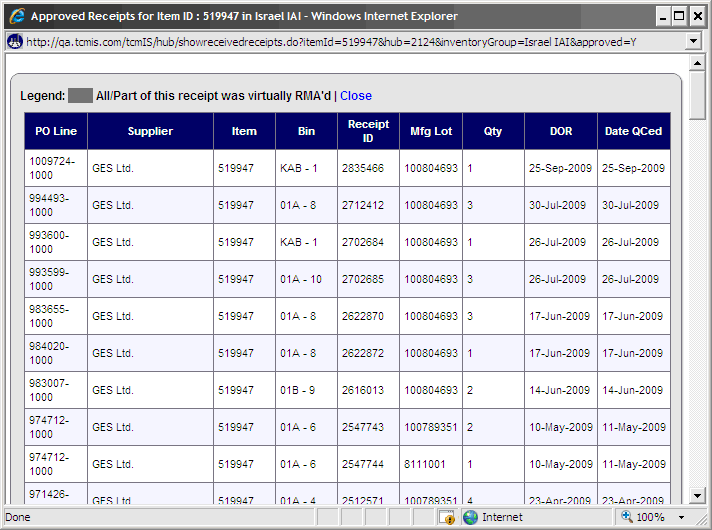 Approved Receipts for Item ID : 519947 in Israel IAI - Windows Internet Explorer
http://qa.tcmis.com/tcmIS/hub/showreceivedreceipts.do?itemId=519947&hub=2124&inventoryGroup=Israel IAI&approved=Y
Legend: All/Part of this receipt was virtually RMA'd | Close
PO Line Supplier Item Bin Receipt ID Mfg Lot Qty DOR Date QCed
1009724-1000 GES Ltd. 519947 KAB - 1 2835466 100804693 1 25-Sep-2009 25-Sep-2009
994493-1000 GES Ltd. 519947 01A - 8 2712412 100804693 3 30-Jul-2009 30-Jul-2009
993600-1000 GES Ltd. 519947 KAB - 1 2702684 100804693 1 26-Jul-2009 26-Jul-2009
993599-1000 GES Ltd. 519947 01A - 10 2702685 100804693 3 26-Jul-2009 26-Jul-2009
983655-1000 GES Ltd. 519947 01A - 8 2622870 100804693 3 17-Jun-2009 17-Jun-2009
984020-1000 GES Ltd. 519947 01A - 8 2622872 100804693 1 17-Jun-2009 17-Jun-2009
983007-1000 GES Ltd. 519947 01B - 9 2616013 100804693 2 14-Jun-2009 14-Jun-2009
974712-1000 GES Ltd. 519947 01A - 6 2547743 100789351 2 10-May-2009 11-May-2009
974712-1000 GES Ltd. 519947 01A - 6 2547744 8111001 1 10-May-2009 11-May-2009
971426- GES Ltd. 519947 01A - 4 2512571 100789351 4 23-Apr-2009 23-Apr-2009
Done Internet 100%